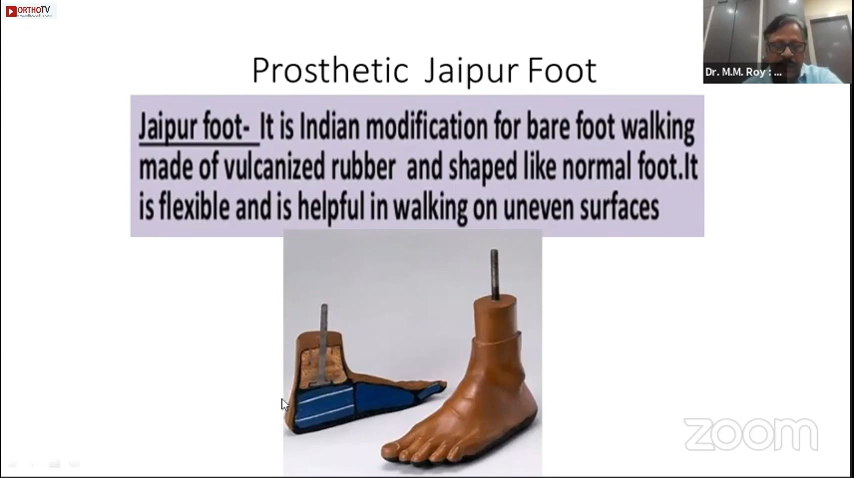 ORTHOTV
Dr. M.M. Roy : ...
Prosthetic Jaipur Foot
Jaipur foot- It is Indian modification for bare foot walking
made of vulcanized rubber and shaped like normal foot.It
is flexible and is helpful in walking on uneven surfaces
zoom